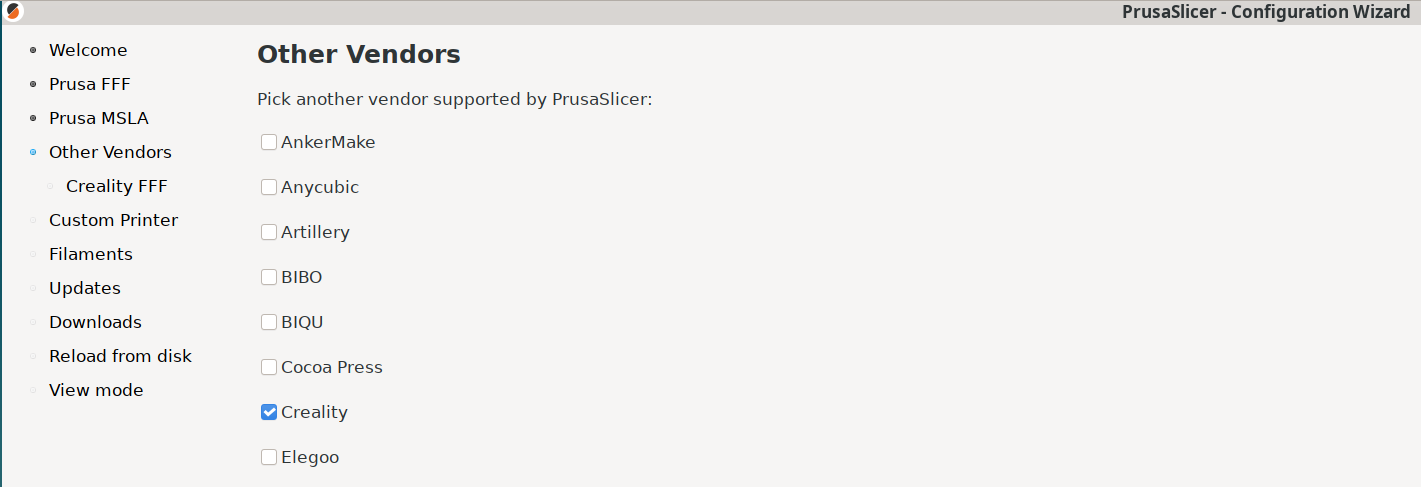 PrusaSlicer - Configuration Wizard
Welcome
Prusa FFF
Prusa MSLA
Other Vendors
Creality FFF
Custom Printer
Filaments
Updates
Downloads
Reload from disk
View mode
Other Vendors
Pick another vendor supported by PrusaSlicer:
AnkerMake
Anycubic
Artillery
BIBO
BIQU
Cocoa Press
Creality
Elegoo